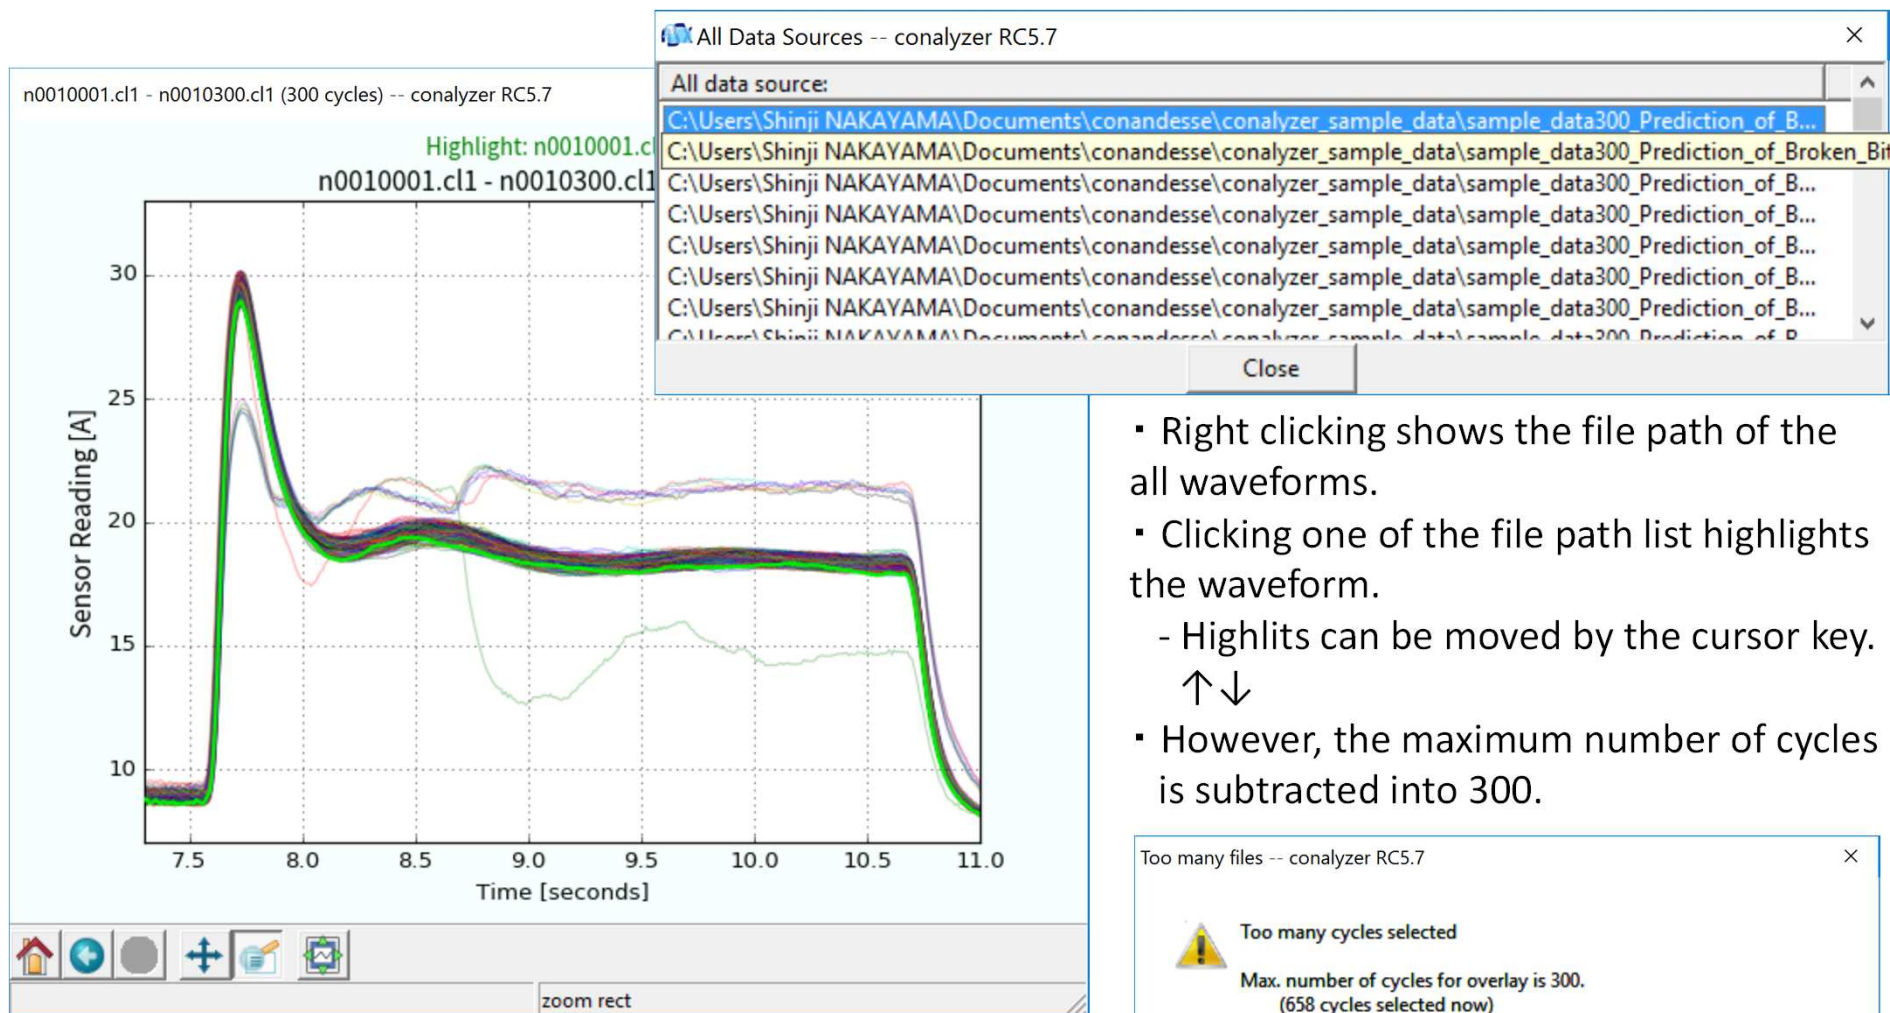 All Data Sources -- conalyzer RC5.7
All data source:
C:\Users\Shinji NAKAYAMA\Documents\conandesse\conalyzer_sample_data\sample_data300_Prediction_of_B...
C:\Users\Shinji NAKAYAMA\Documents\conandesse\conalyzer_sample_data\sample_data300_Prediction_of_Broken_Bit
C:\Users\Shinji NAKAYAMA\Documents\conandesse\conalyzer_sample_data\sample_data300_Prediction_of_B...
C:\Users\Shinji NAKAYAMA\Documents\conandesse\conalyzer_sample_data\sample_data300_Prediction_of_B...
C:\Users\Shinji NAKAYAMA\Documents\conandesse\conalyzer_sample_data\sample_data300_Prediction_of_B...
C:\Users\Shinji NAKAYAMA\Documents\conandesse\conalyzer_sample_data\sample_data300_Prediction_of_B...
C:\Users\Shinji NAKAYAMA\Documents\conandesse\conalyzer_sample_data\sample_data300_Prediction_of_B...
Close
n0010001.cl1 - n0010300.cl1 (300 cycles) -- conalyzer RC5.7
Highlight: n0010001.cl
n0010001.cl1 - n0010300.cl1
Sensor Reading [A]
30
25
20
15
10
7.5 8.0 8.5 9.0 9.5 10.0 10.5 11.0
Time [seconds]
zoom rect
・Right clicking shows the file path of the
all waveforms.
・Clicking one of the file path list highlights
the waveform.
- Highlits can be moved by the cursor key.
↑↓
・However, the maximum number of cycles
is subtracted into 300.
Too many files -- conalyzer RC5.7
Too many cycles selected
Max. number of cycles for overlay is 300.
(658 cycles selected now)